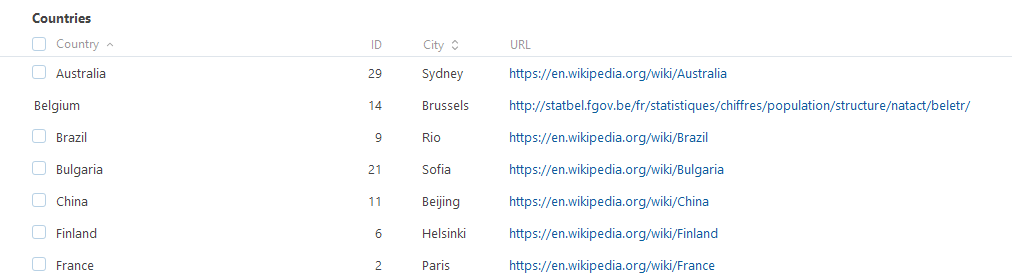 Countries
Country ID City URL
Australia 29 Sydney https://en.wikipedia.org/wiki/Australia
Belgium 14 Brussels http://statbel.fgov.be/fr/statistiques/chiffres/population/structure/natact/beletr/
Brazil 9 Rio https://en.wikipedia.org/wiki/Brazil
Bulgaria 21 Sofia https://en.wikipedia.org/wiki/Bulgaria
China 11 Beijing https://en.wikipedia.org/wiki/China
Finland 6 Helsinki https://en.wikipedia.org/wiki/Finland
France 2 Paris https://en.wikipedia.org/wiki/France